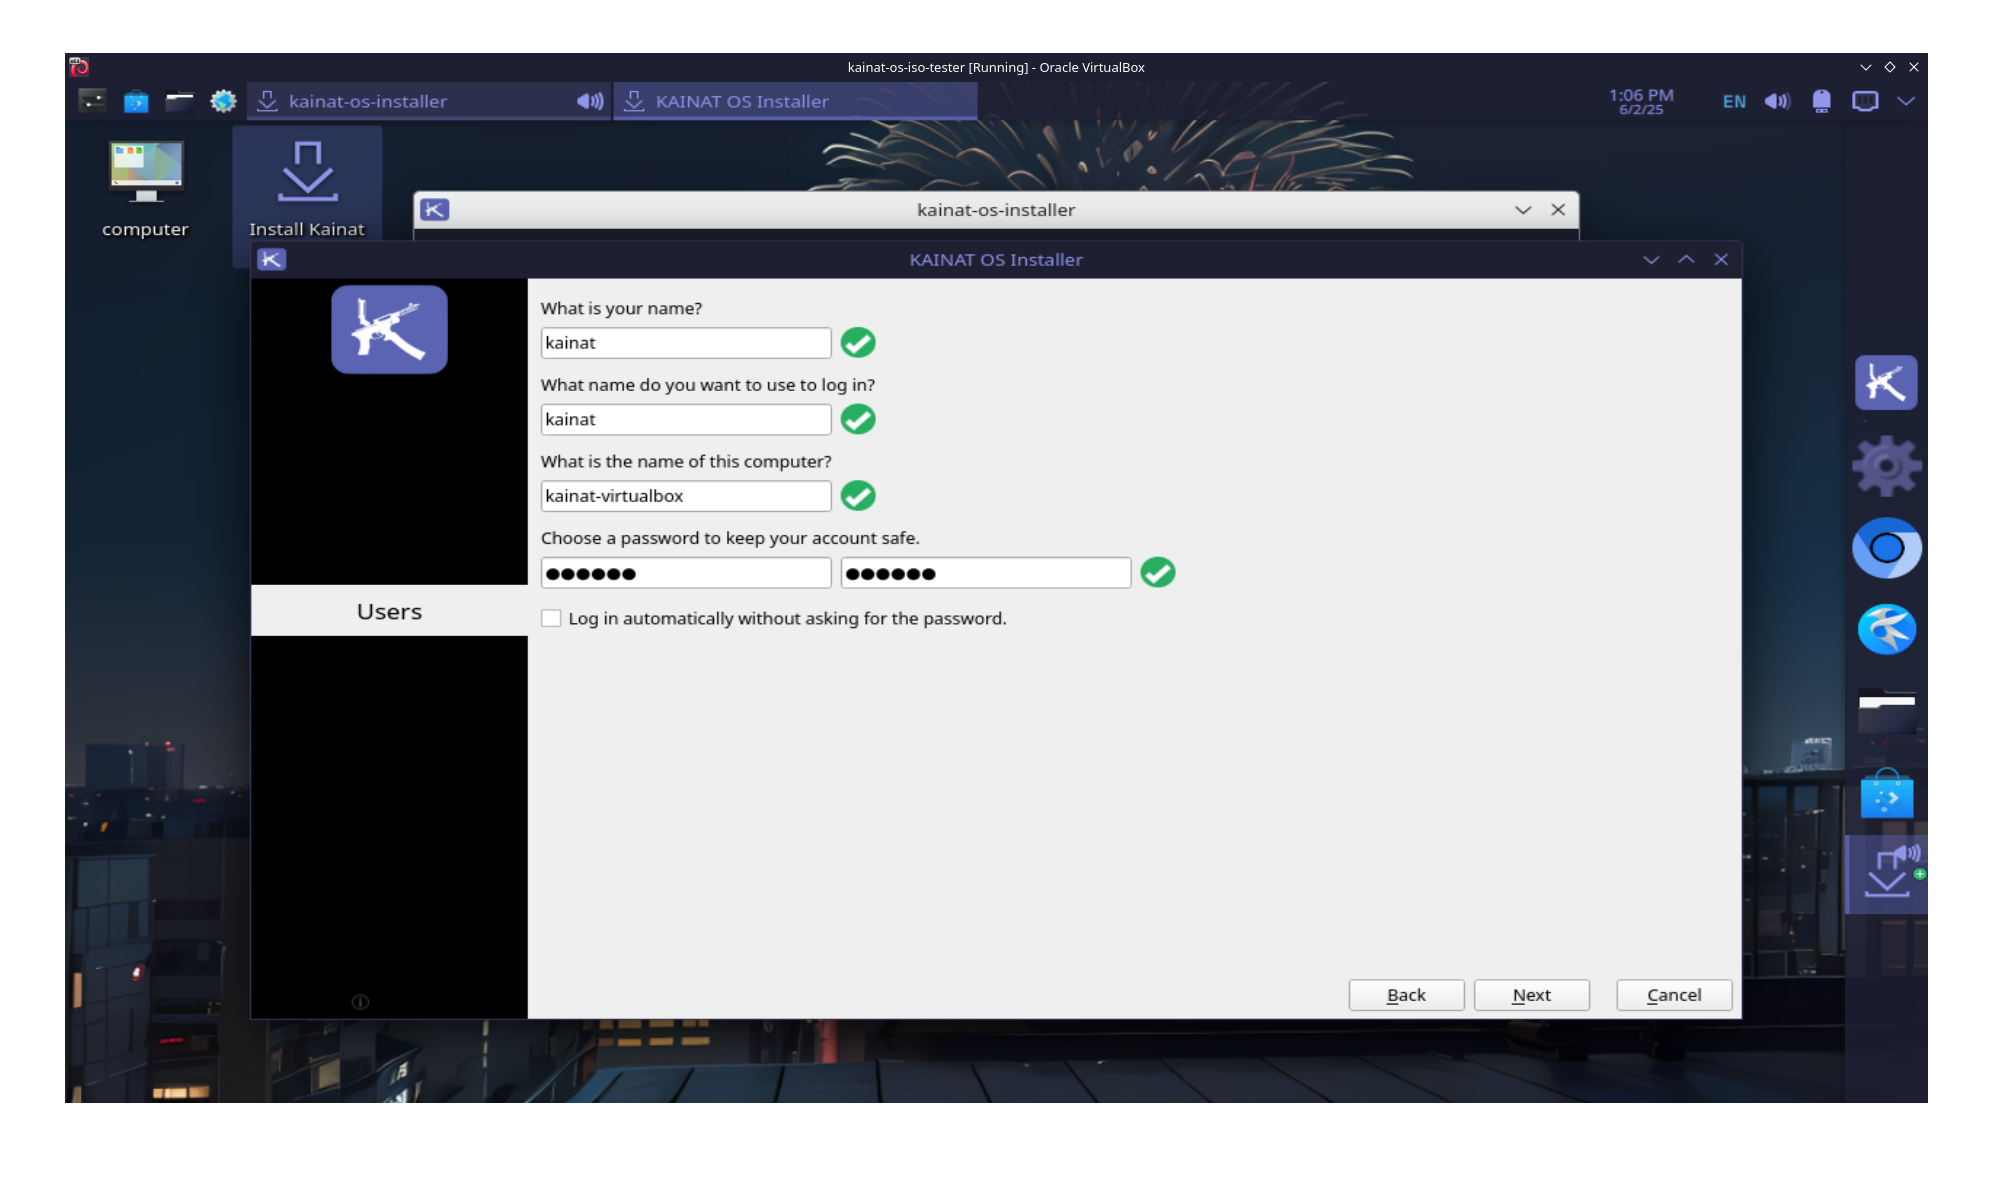 kainat-os-iso-tester [Running] - Oracle VirtualBox
kainat-os-installer
KAINAT OS Installer
1:06 PM
6/2/25
EN
computer
Install Kainat
kainat-os-installer
KAINAT OS Installer
What is your name?
kainat
What name do you want to use to log in?
kainat
What is the name of this computer?
kainat-virtualbox
Choose a password to keep your account safe.
Users
Log in automatically without asking for the password.
Back
Next
Cancel